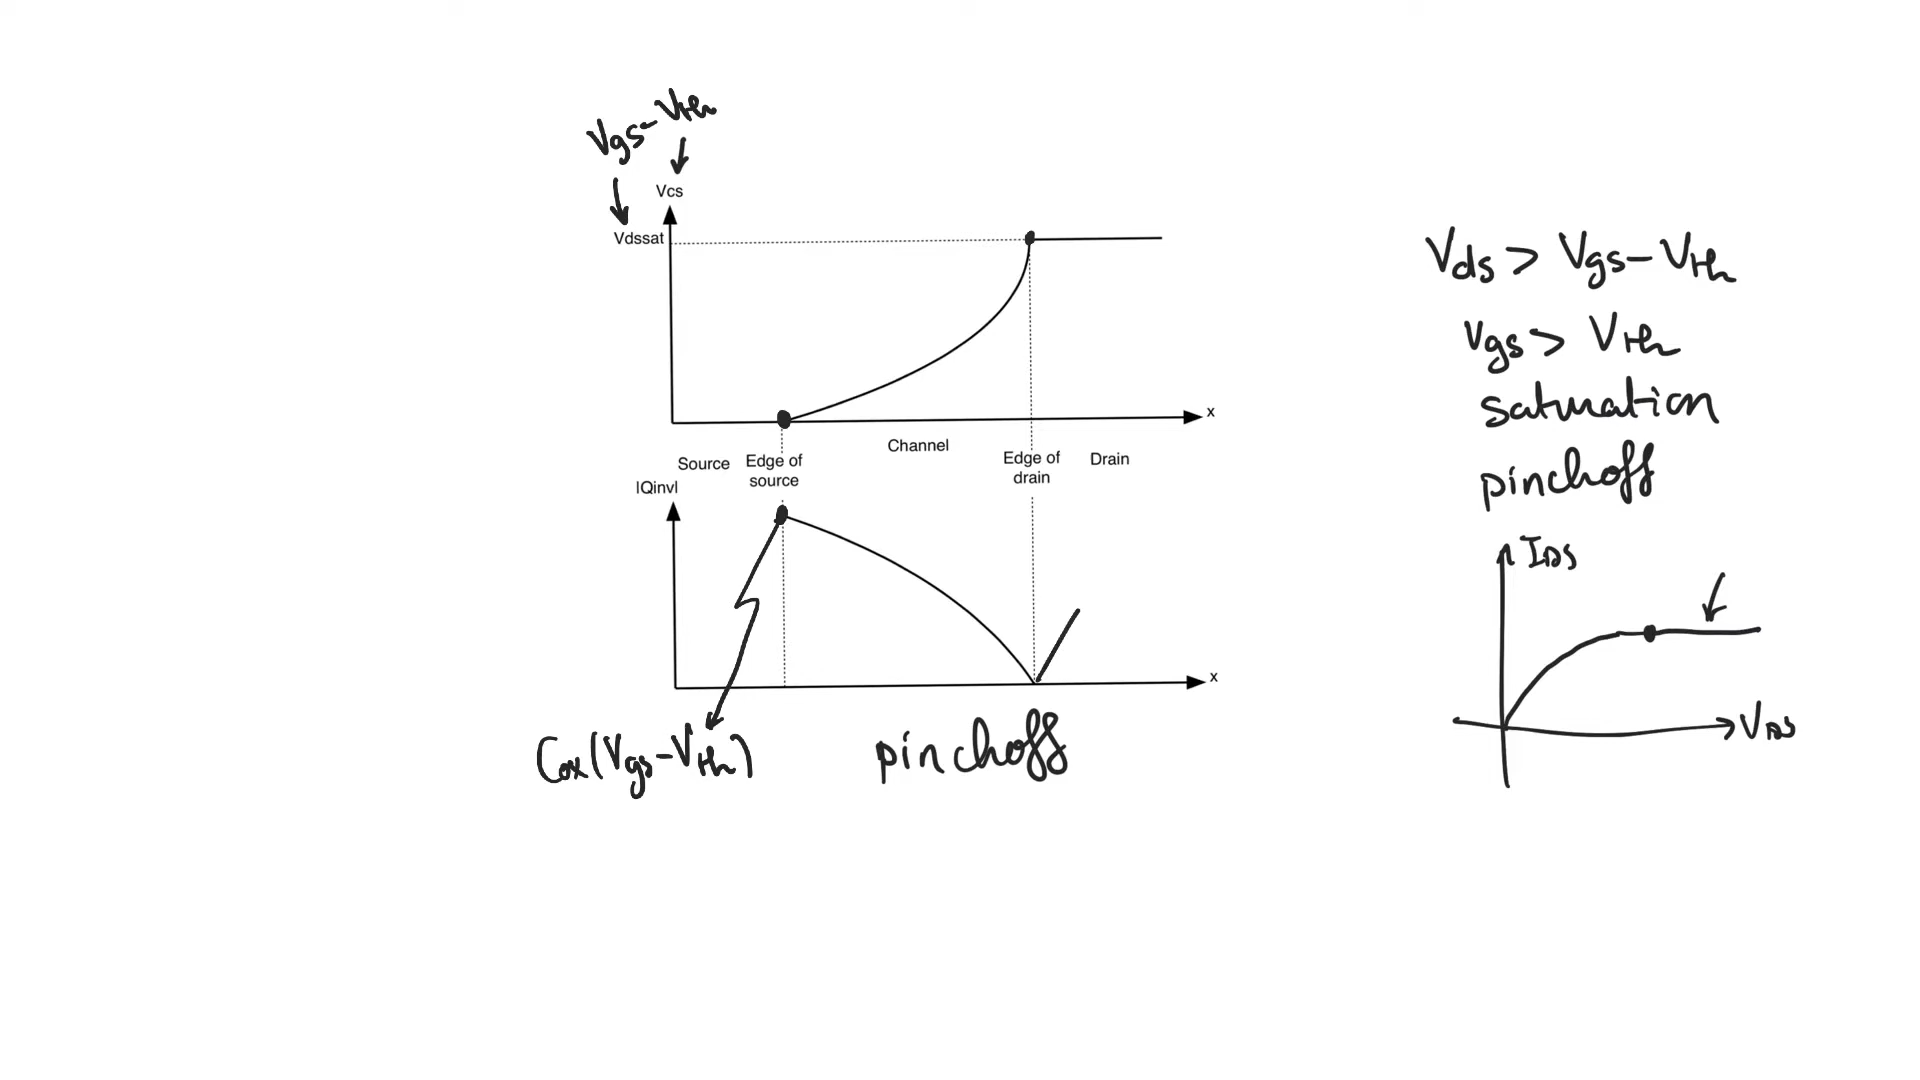 Vgs-Vth
Vcs
Vdssat
x
Channel
Source
Edge of
source
Edge of
drain
Drain
|Qinv|
x
Cox(Vgs-Vth)
pinchoff
Vds > Vgs-Vth
Vgs > Vth
saturation
pinchoff
IDS
VDS